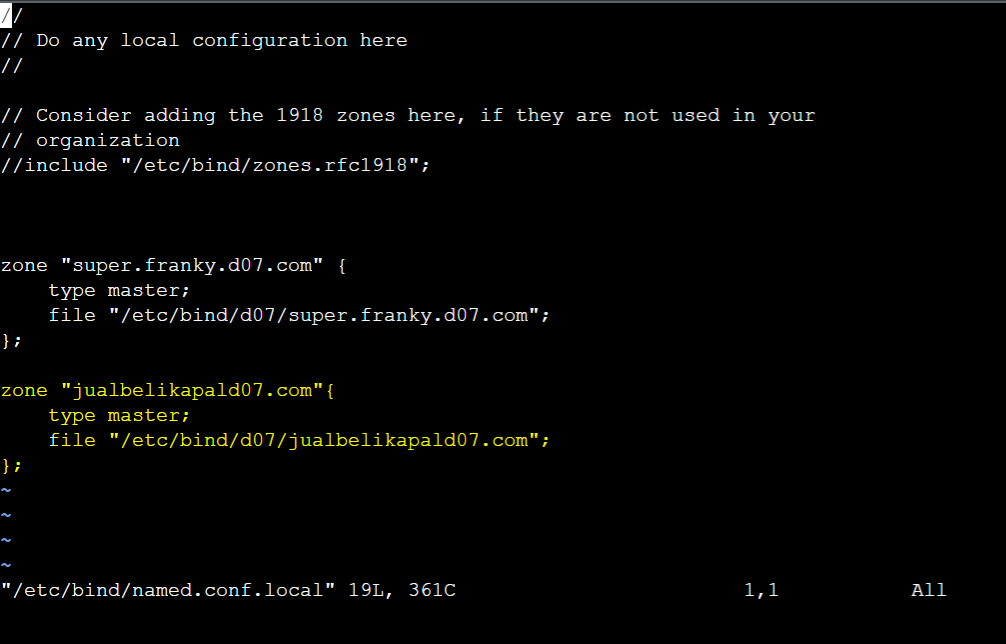 //
// Do any local configuration here
//
// Consider adding the 1918 zones here, if they are not used in your
// organization
//include "/etc/bind/zones.rfc1918";
zone "super.franky.d07.com" {
    type master;
    file "/etc/bind/d07/super.franky.d07.com";
};
zone "jualbelikapald07.com"{
    type master;
    file "/etc/bind/d07/jualbelikapald07.com";
};
~
~
~
~
"/etc/bind/named.conf.local" 19L, 361C 1,1 All